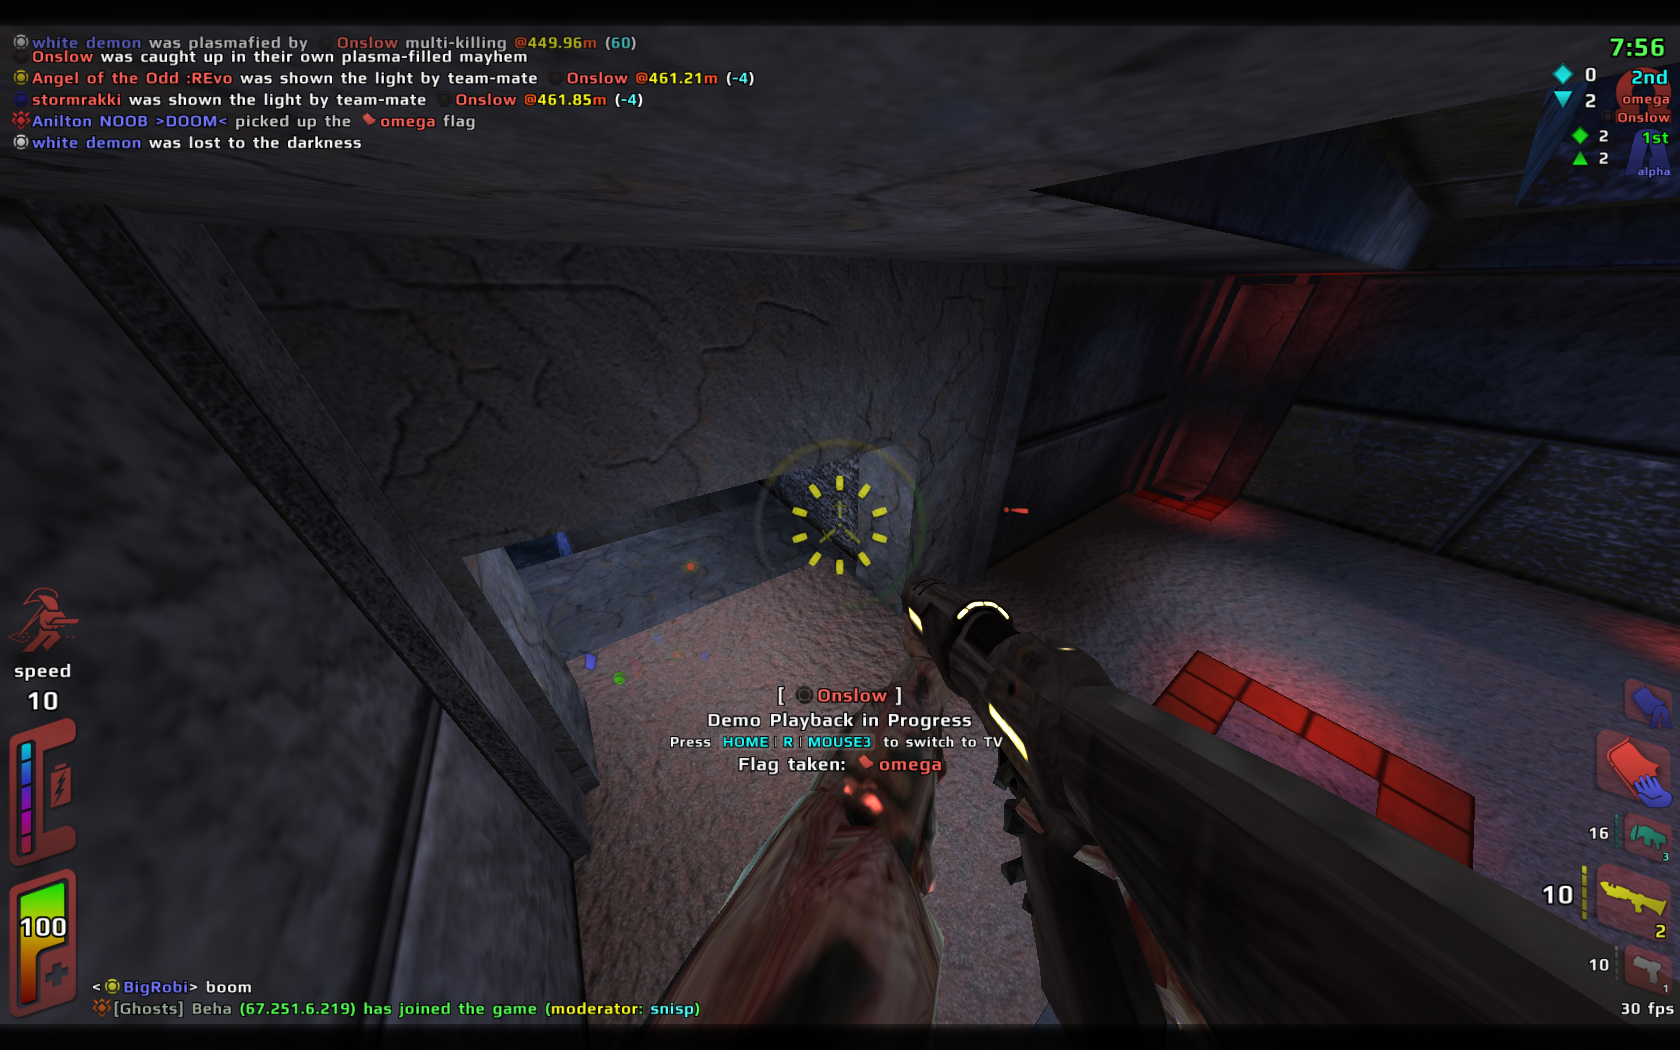 white demon was plasmafied by Onslow multi-killing @449.96m (60)
Onslow was caught up in their own plasma-filled mayhem
Angel of the Odd :REvo was shown the light by team-mate Onslow @461.21m (-4)
stormrakki was shown the light by team-mate Onslow @461.85m (-4)
Anilton NOOB >DOOM< picked up the omega flag
white demon was lost to the darkness
7:56
0 2nd
2 omega
Onslow
2 1st
2
alpha
speed
10
100
[ Onslow ]
Demo Playback in Progress
Press HOME | R | MOUSE3 to switch to TV
Flag taken: omega
16
3
10
2
10
1
<BigRobi> boom
[Ghosts] Beha (67.251.6.219) has joined the game (moderator: snisp)
30 fps